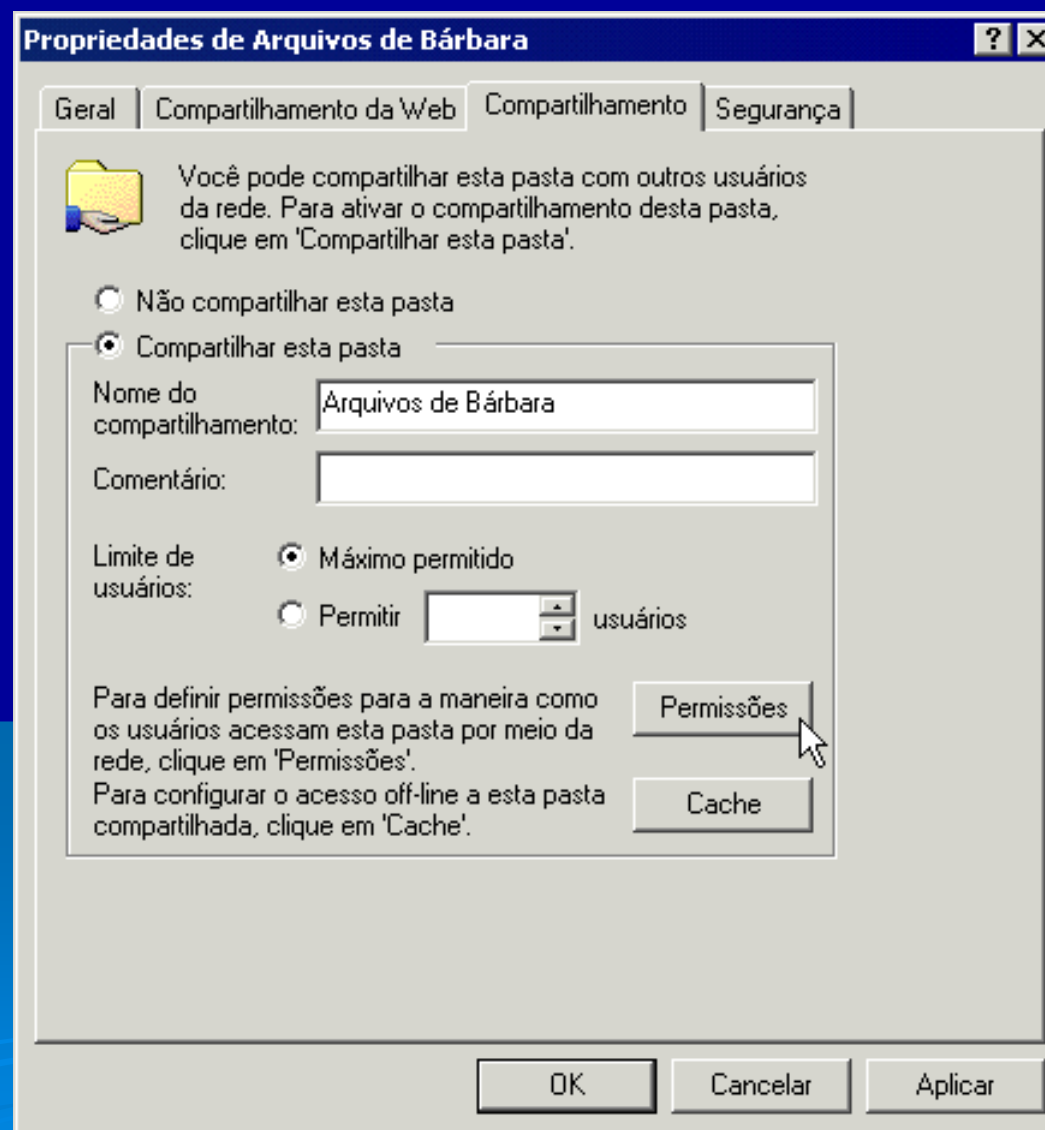 Propriedades de Arquivos de Bárbara
Geral
Compartilhamento da Web
Compartilhamento
Segurança
Você pode compartilhar esta pasta com outros usuários
da rede. Para ativar o compartilhamento desta pasta,
clique em 'Compartilhar esta pasta'.
Não compartilhar esta pasta
Compartilhar esta pasta
Nome do
compartilhamento:
Arquivos de Bárbara
Comentário:
Limite de
usuários:
Máximo permitido
Permitir
usuários
Para definir permissões para a maneira como
os usuários acessam esta pasta por meio da
rede, clique em 'Permissões'.
Permissões
Para configurar o acesso off-line a esta pasta
compartilhada, clique em 'Cache'.
Cache
OK
Cancelar
Aplicar